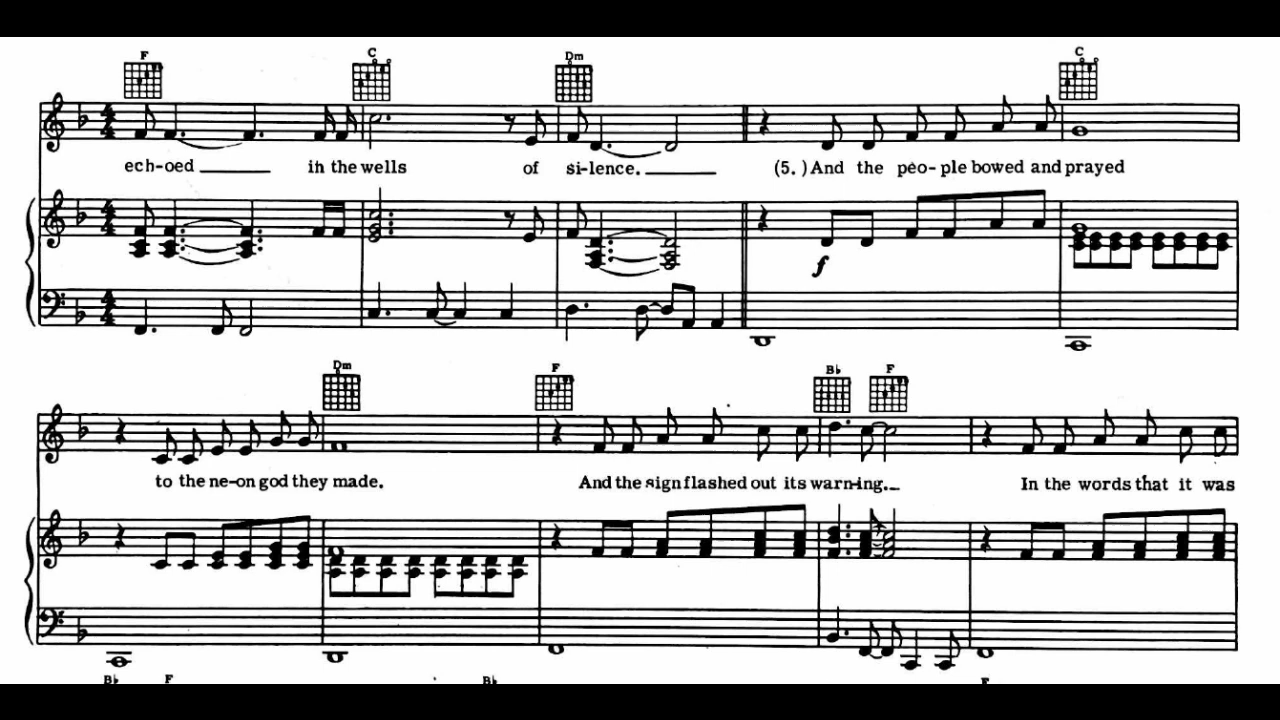 F C Dm C
ech-oed in the wells of si-lence. (5.) And the peo-ple bowed and prayed
f
Dm F B♭ F
to the ne-on god they made. And the sign flashed out its warn-ing. In the words that it was
B♭ F B♭ F